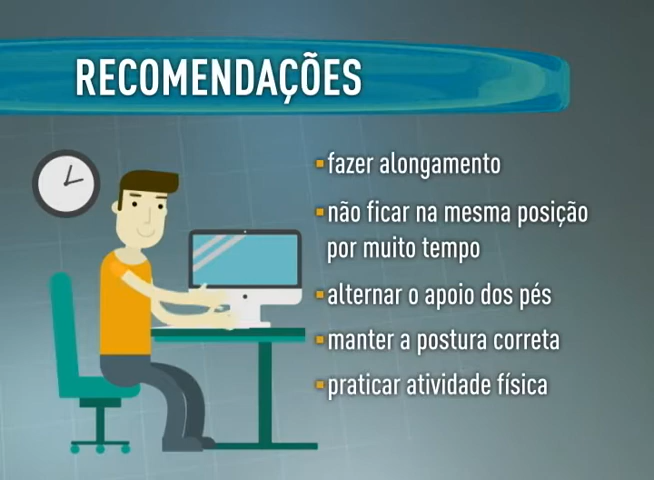 RECOMENDAÇÕES
▪fazer alongamento
▪não ficar na mesma posição
por muito tempo
▪alternar o apoio dos pés
▪manter a postura correta
▪praticar atividade física